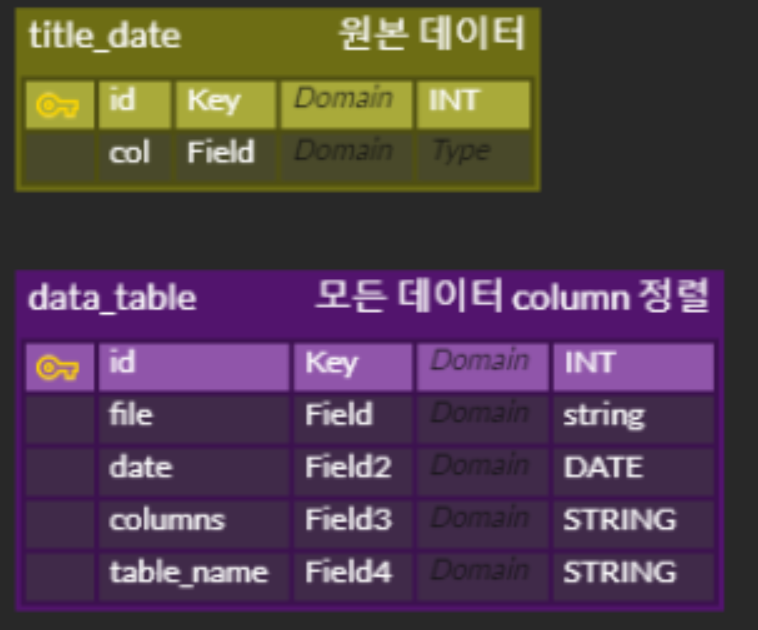 title_date 원본 데이터
id Key Domain INT
col Field Domain Type
data_table 모든 데이터 column 정렬
id Key Domain INT
file Field Domain string
date Field2 Domain DATE
columns Field3 Domain STRING
table_name Field4 Domain STRING